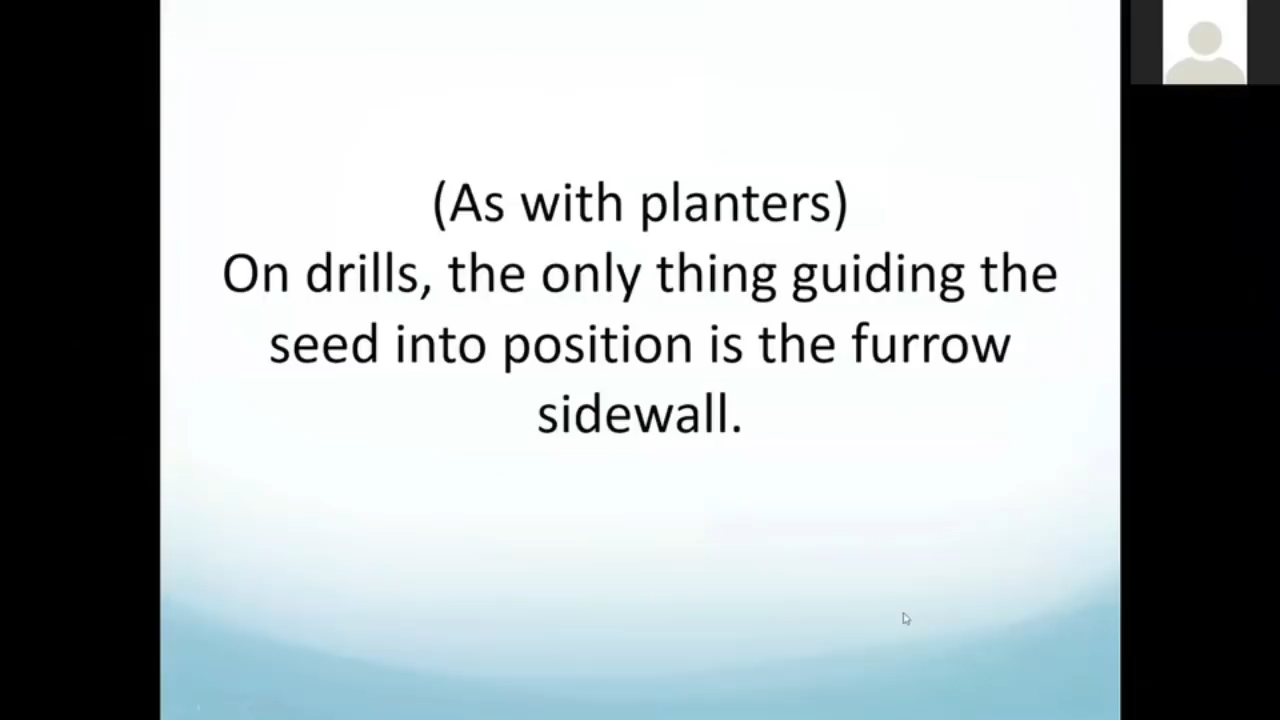 (As with planters)
On drills, the only thing guiding the
seed into position is the furrow
sidewall.